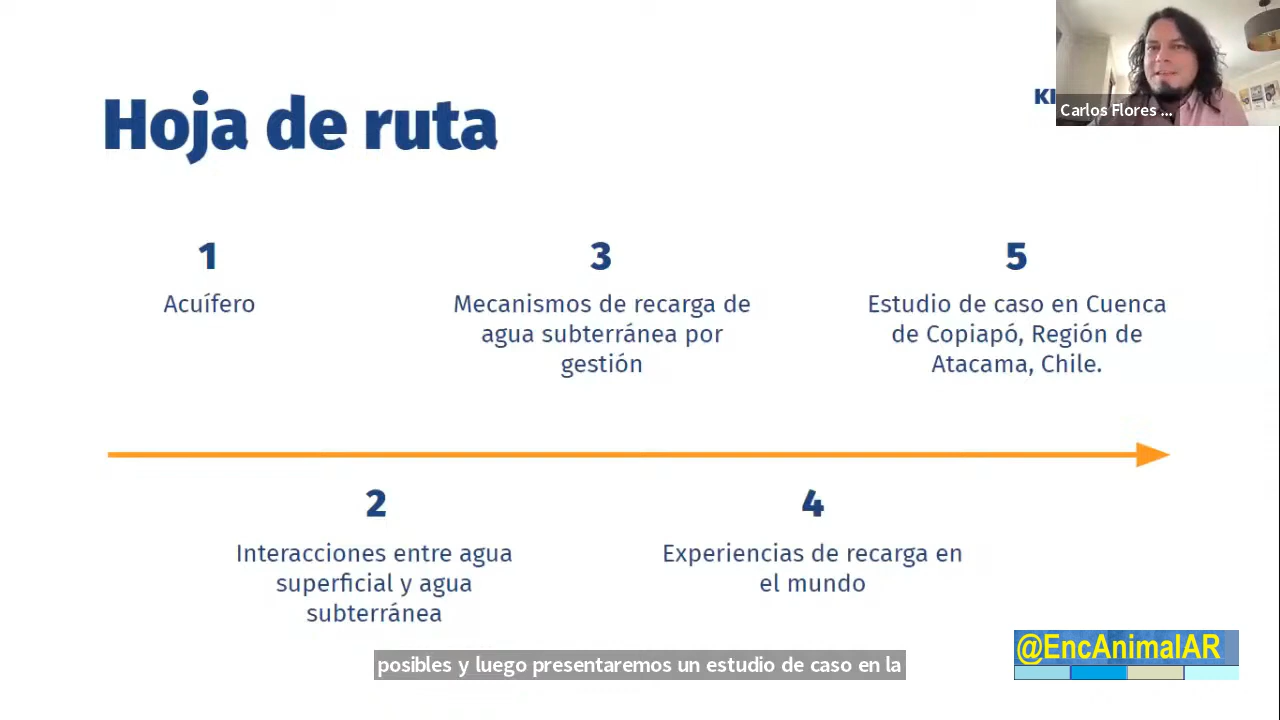 Hoja de ruta
Carlos Flores ...
1
Acuífero
3
Mecanismos de recarga de
agua subterránea por
gestión
5
Estudio de caso en Cuenca
de Copiapó, Región de
Atacama, Chile.
2
Interacciones entre agua
superficial y agua
subterránea
4
Experiencias de recarga en
el mundo
posibles y luego presentaremos un estudio de caso en la
@EncAnimalAR